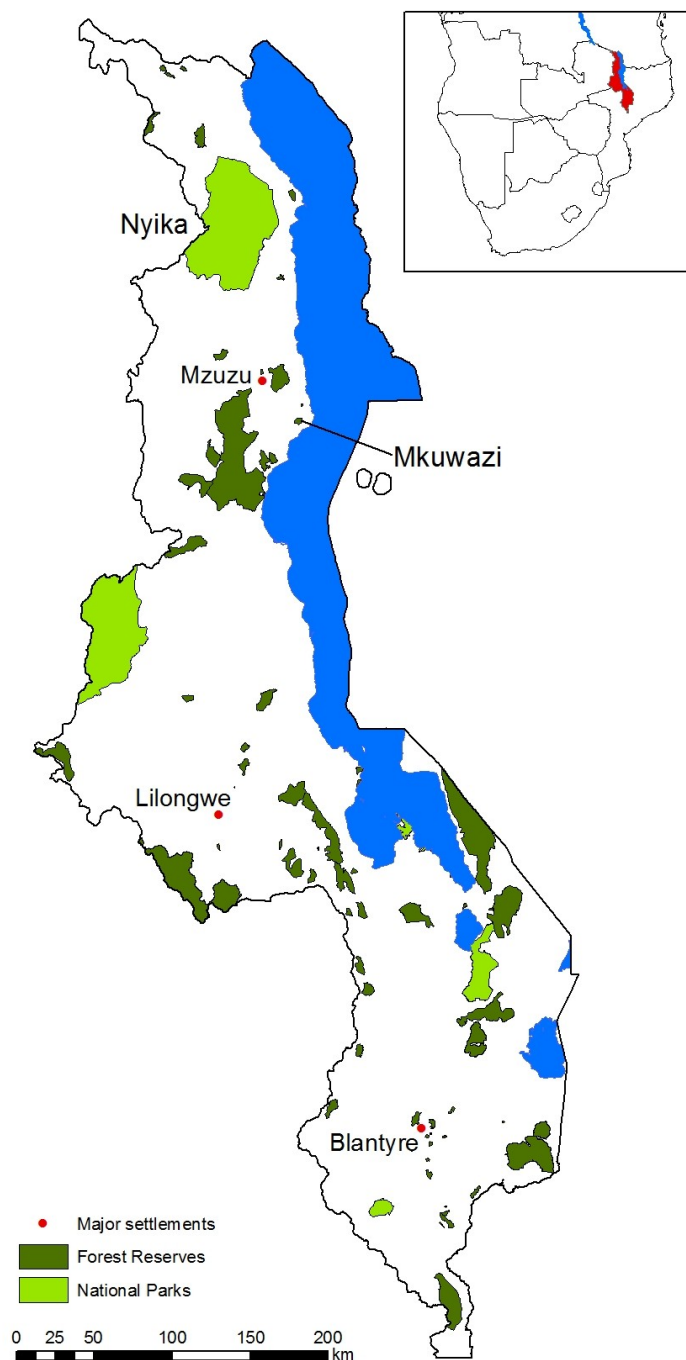 Nyika
Mzuzu
Mkuwazi
Lilongwe
Blantyre
Major settlements
Forest Reserves
National Parks
0 25 50 100 150 200
km